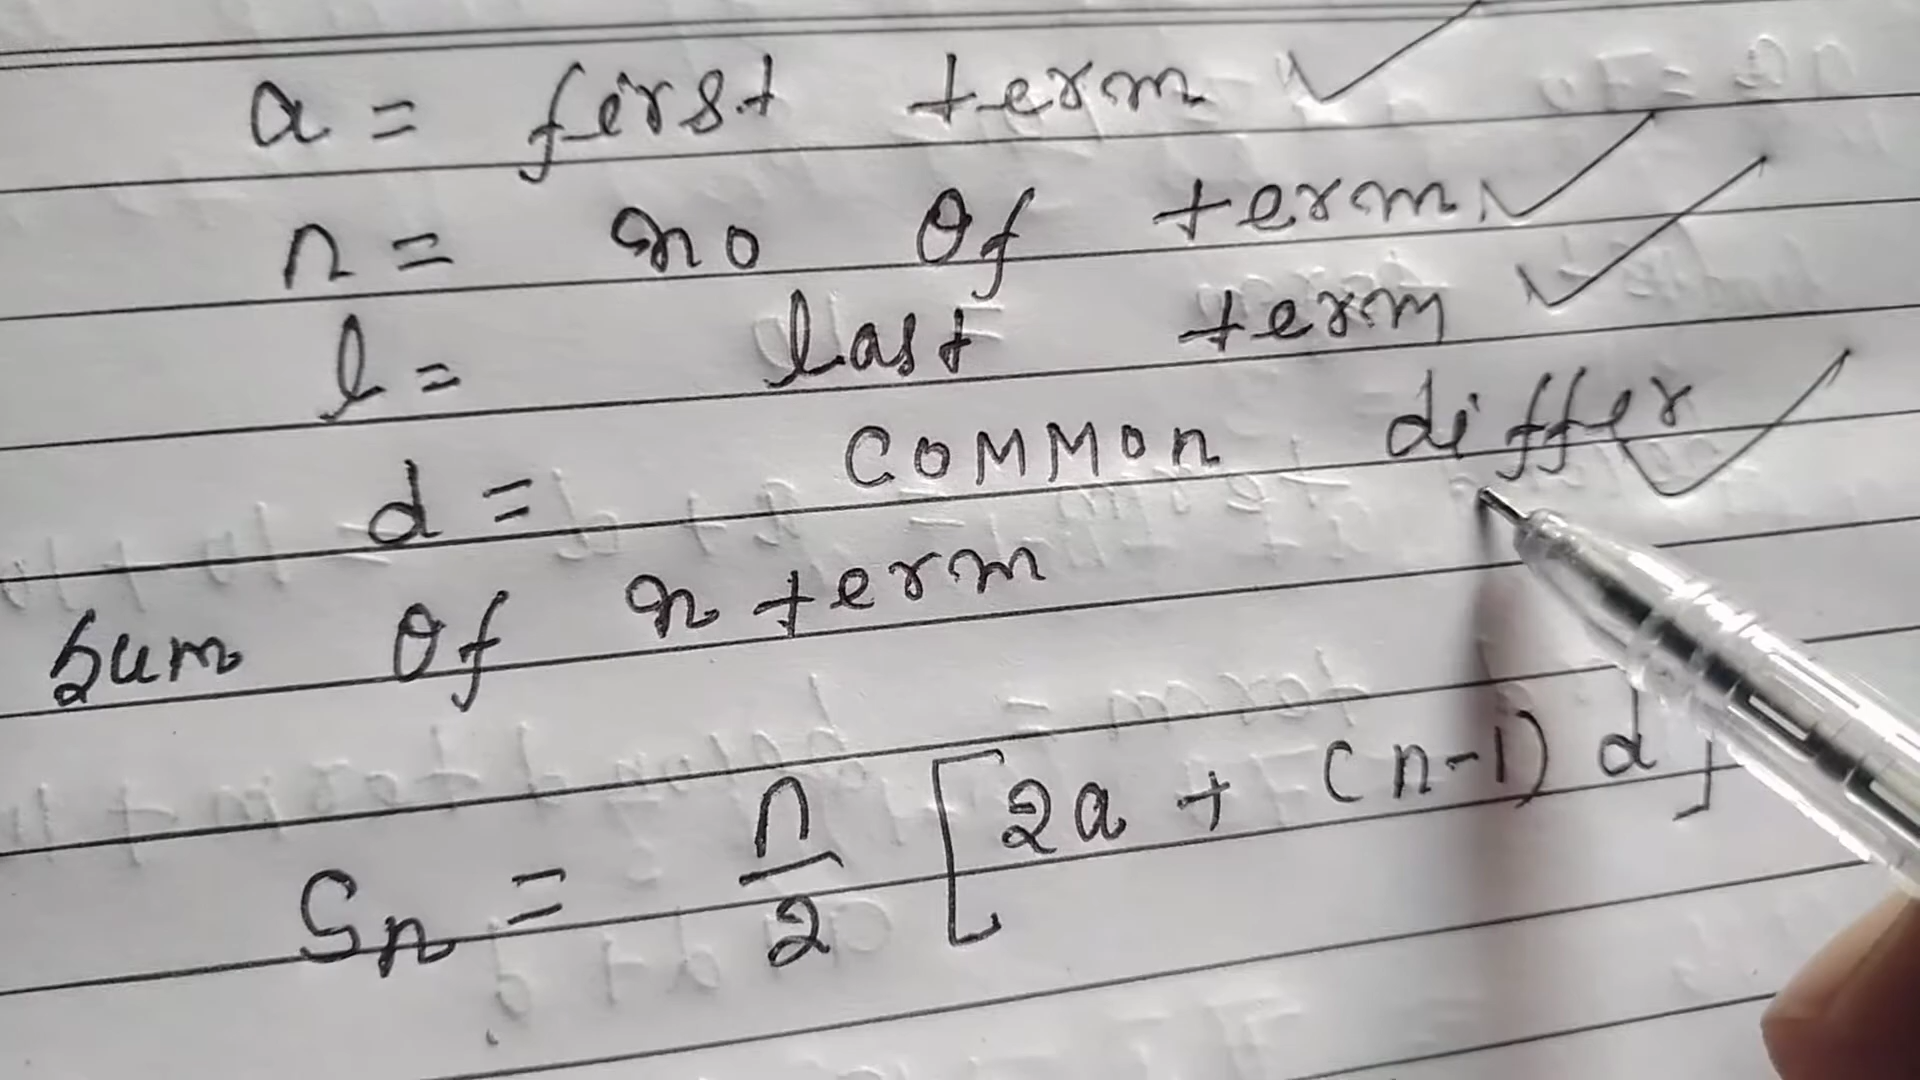 a = first term
n = no of term
l = last term
d = common differ
Sum of n term
Sn = n/2 [2a + (n-1) d]